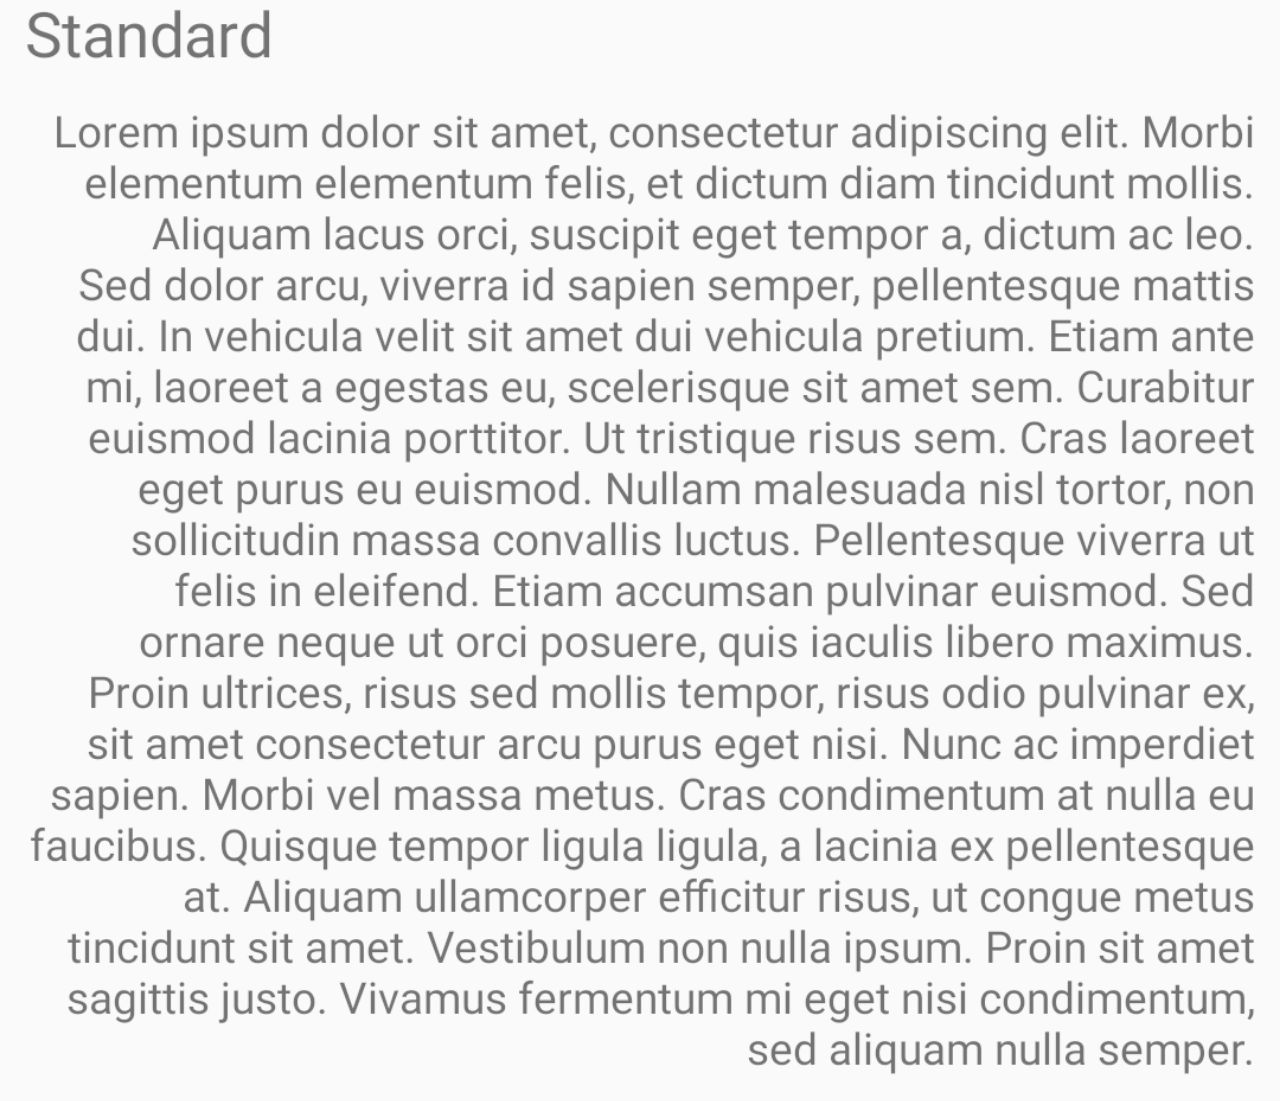 Standard
Lorem ipsum dolor sit amet, consectetur adipiscing elit. Morbi
elementum elementum felis, et dictum diam tincidunt mollis.
Aliquam lacus orci, suscipit eget tempor a, dictum ac leo.
Sed dolor arcu, viverra id sapien semper, pellentesque mattis
dui. In vehicula velit sit amet dui vehicula pretium. Etiam ante
mi, laoreet a egestas eu, scelerisque sit amet sem. Curabitur
euismod lacinia porttitor. Ut tristique risus sem. Cras laoreet
eget purus eu euismod. Nullam malesuada nisl tortor, non
sollicitudin massa convallis luctus. Pellentesque viverra ut
felis in eleifend. Etiam accumsan pulvinar euismod. Sed
ornare neque ut orci posuere, quis iaculis libero maximus.
Proin ultrices, risus sed mollis tempor, risus odio pulvinar ex,
sit amet consectetur arcu purus eget nisi. Nunc ac imperdiet
sapien. Morbi vel massa metus. Cras condimentum at nulla eu
faucibus. Quisque tempor ligula ligula, a lacinia ex pellentesque
at. Aliquam ullamcorper efficitur risus, ut congue metus
tincidunt sit amet. Vestibulum non nulla ipsum. Proin sit amet
sagittis justo. Vivamus fermentum mi eget nisi condimentum,
sed aliquam nulla semper.